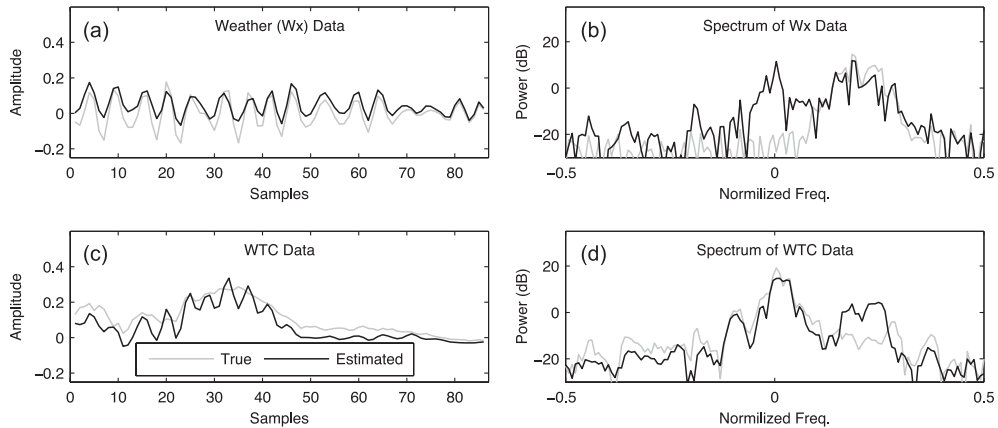 (a) Weather (Wx) Data
Amplitude
0.4
0.2
0
−0.2
0 10 20 30 40 50 60 70 80
Samples
(b) Spectrum of Wx Data
Power (dB)
20
0
−20
−0.5 0 0.5
Normilized Freq.
(c) WTC Data
Amplitude
0.4
0.2
0
−0.2
True Estimated
0 10 20 30 40 50 60 70 80
Samples
(d) Spectrum of WTC Data
Power (dB)
20
0
−20
−0.5 0 0.5
Normilized Freq.